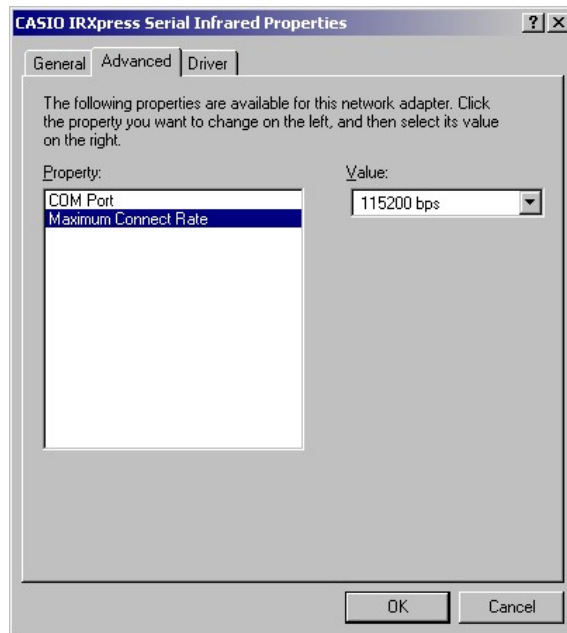 CASIO IRXpress Serial Infrared Properties
General Advanced Driver
The following properties are available for this network adapter. Click
the property you want to change on the left, and then select its value
on the right.
Property:
Value:
COM Port
Maximum Connect Rate
115200 bps
OK Cancel